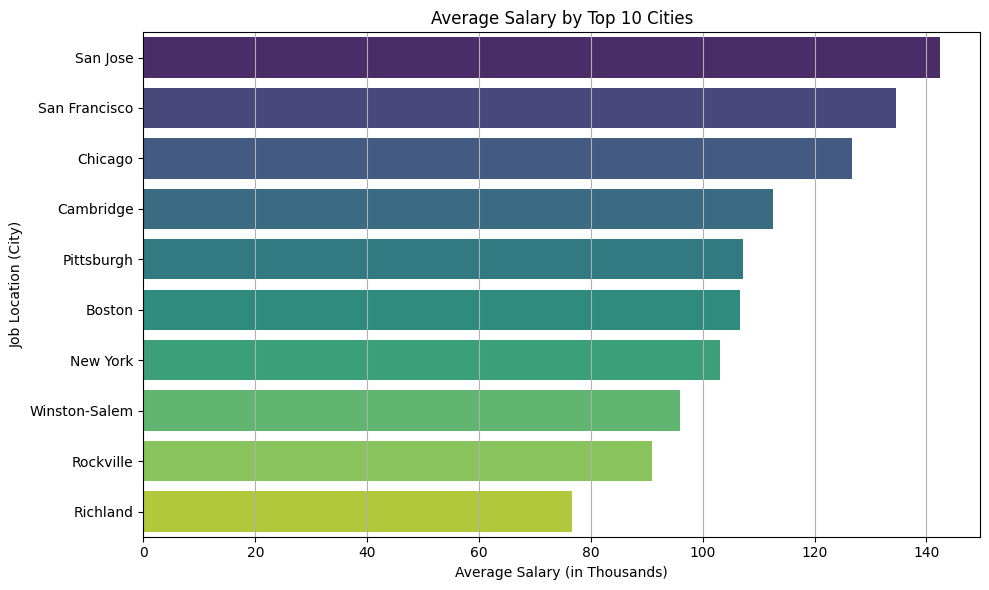 Average Salary by Top 10 Cities
Job Location (City)
San Jose
San Francisco
Chicago
Cambridge
Pittsburgh
Boston
New York
Winston-Salem
Rockville
Richland
0 20 40 60 80 100 120 140
Average Salary (in Thousands)